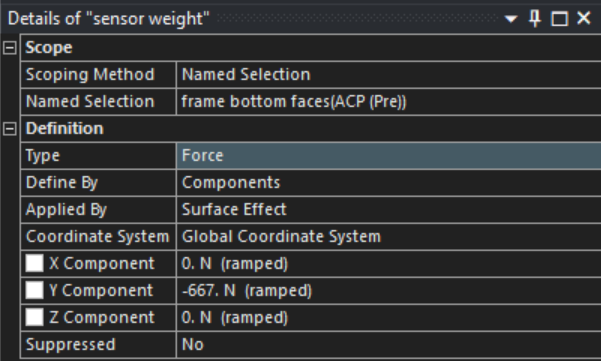 Details of "sensor weight"
Scope
Scoping Method Named Selection
Named Selection frame bottom faces(ACP (Pre))
Definition
Type Force
Define By Components
Applied By Surface Effect
Coordinate System Global Coordinate System
X Component 0. N (ramped)
Y Component -667. N (ramped)
Z Component 0. N (ramped)
Suppressed No